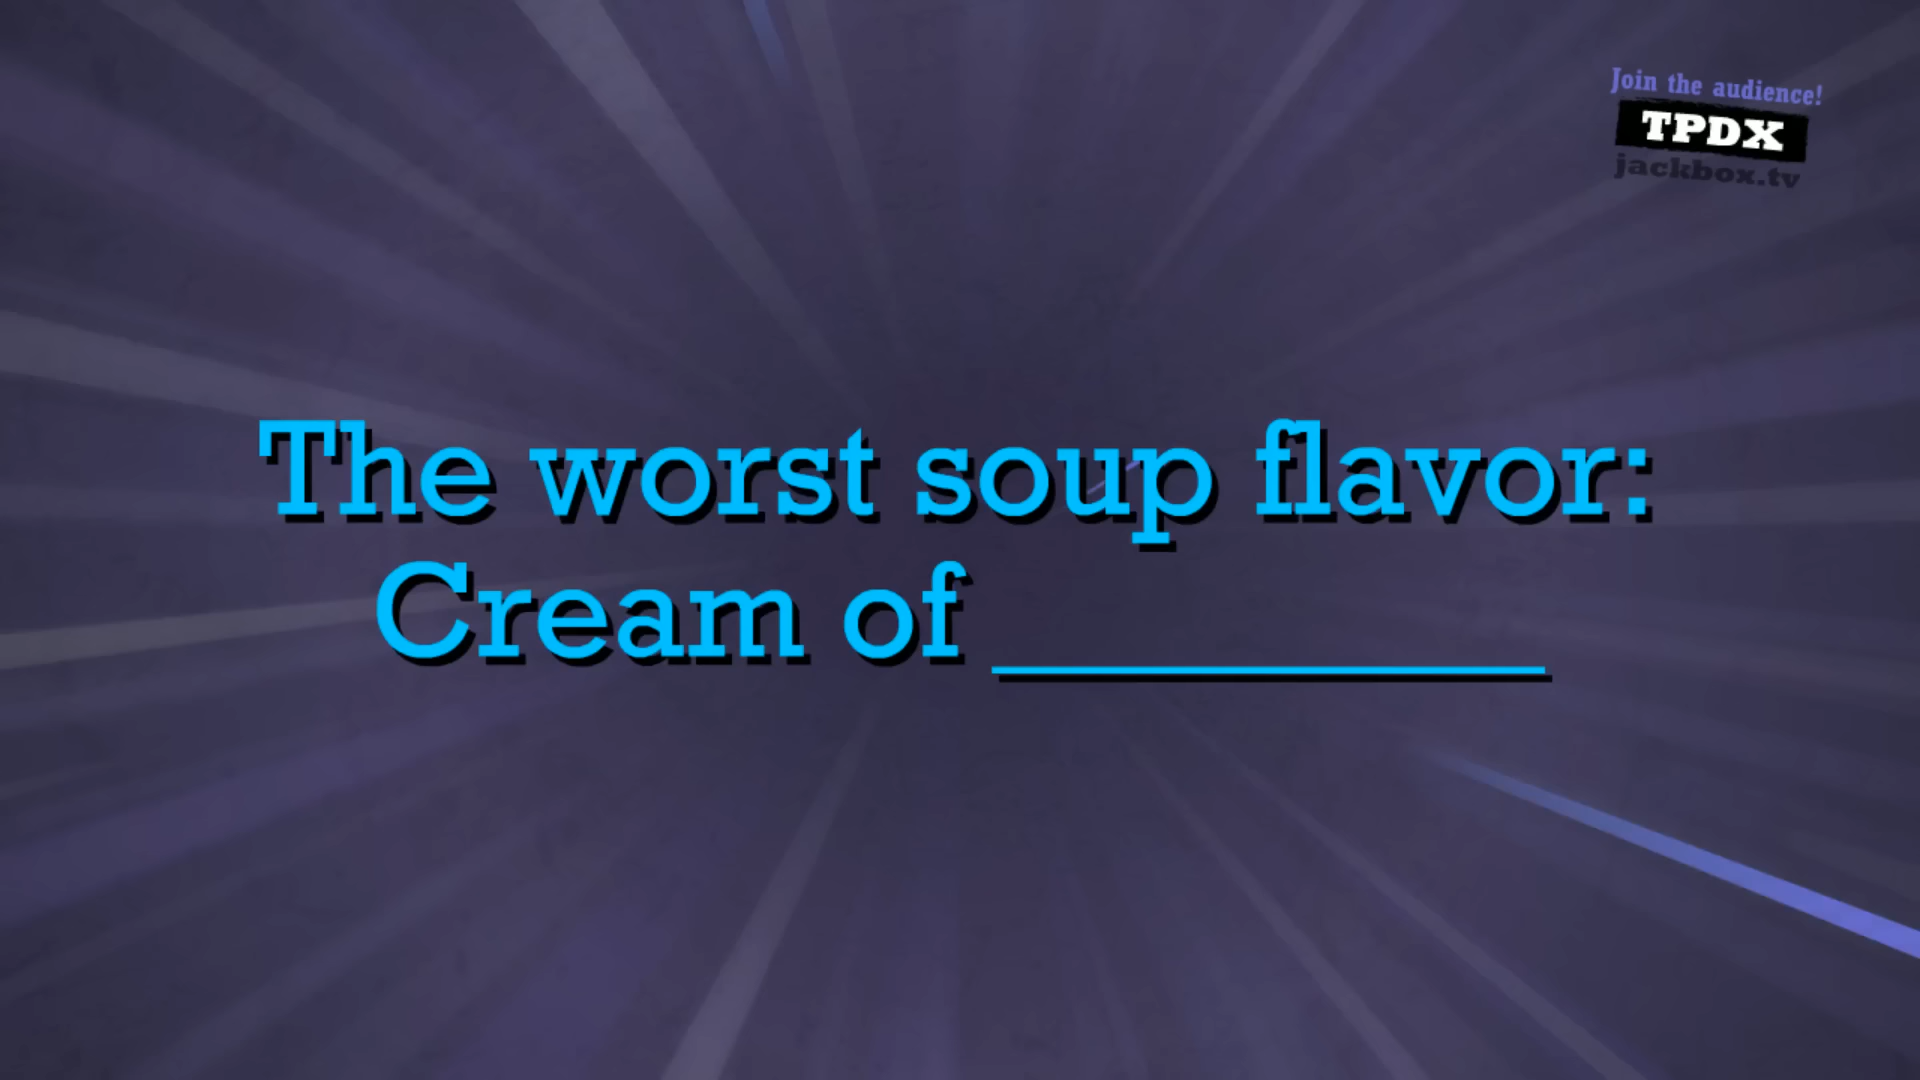 Join the audience!
TPDX
jackbox.tv
The worst soup flavor:
Cream of ________